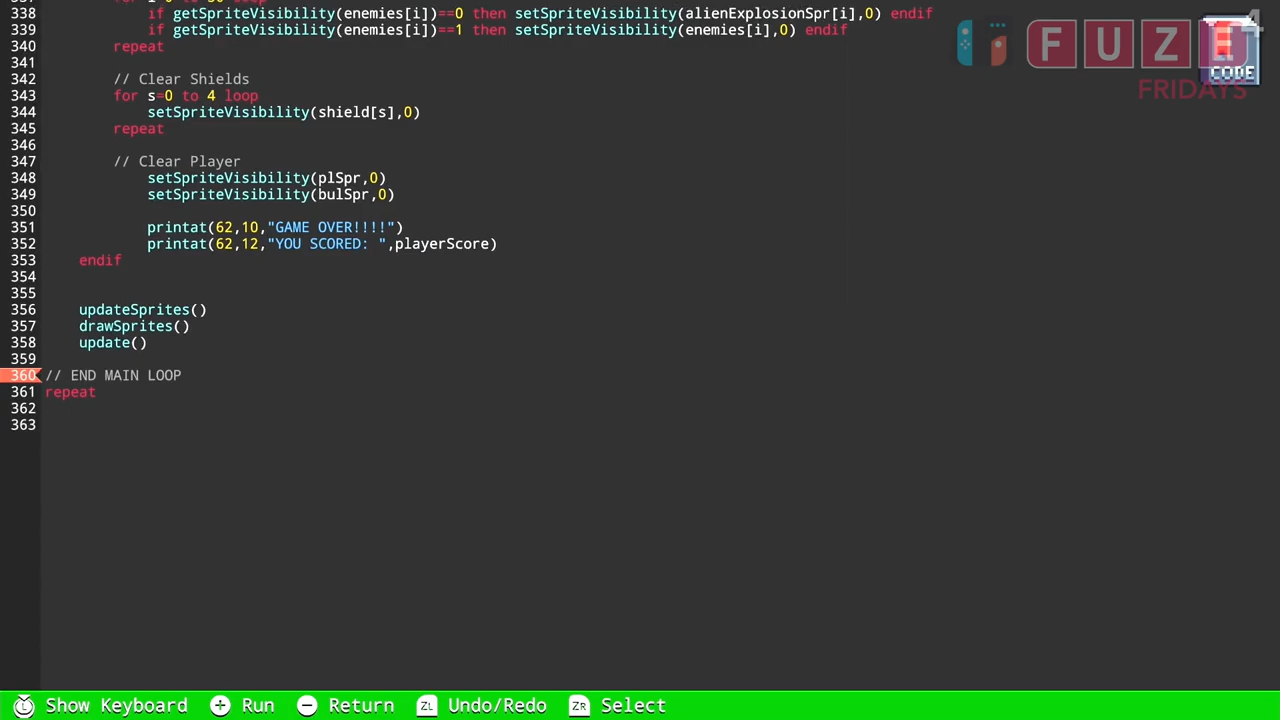 338 if getSpriteVisibility(enemies[i])==0 then setSpriteVisibility(alienExplosionSpr[i],0) endif
339 if getSpriteVisibility(enemies[i])==1 then setSpriteVisibility(enemies[i],0) endif
340 repeat
341
342 // Clear Shields
343 for s=0 to 4 loop
344 setSpriteVisibility(shield[s],0)
345 repeat
346
347 // Clear Player
348 setSpriteVisibility(plSpr,0)
349 setSpriteVisibility(bulSpr,0)
350
351 printat(62,10,"GAME OVER!!!!")
352 printat(62,12,"YOU SCORED: ",playerScore)
353 endif
354
355
356 updateSprites()
357 drawSprites()
358 update()
359
360 // END MAIN LOOP
361 repeat
362
363
FUZE
4
CODE
FRIDAYS
Show Keyboard + Run - Return ZL Undo/Redo ZR Select